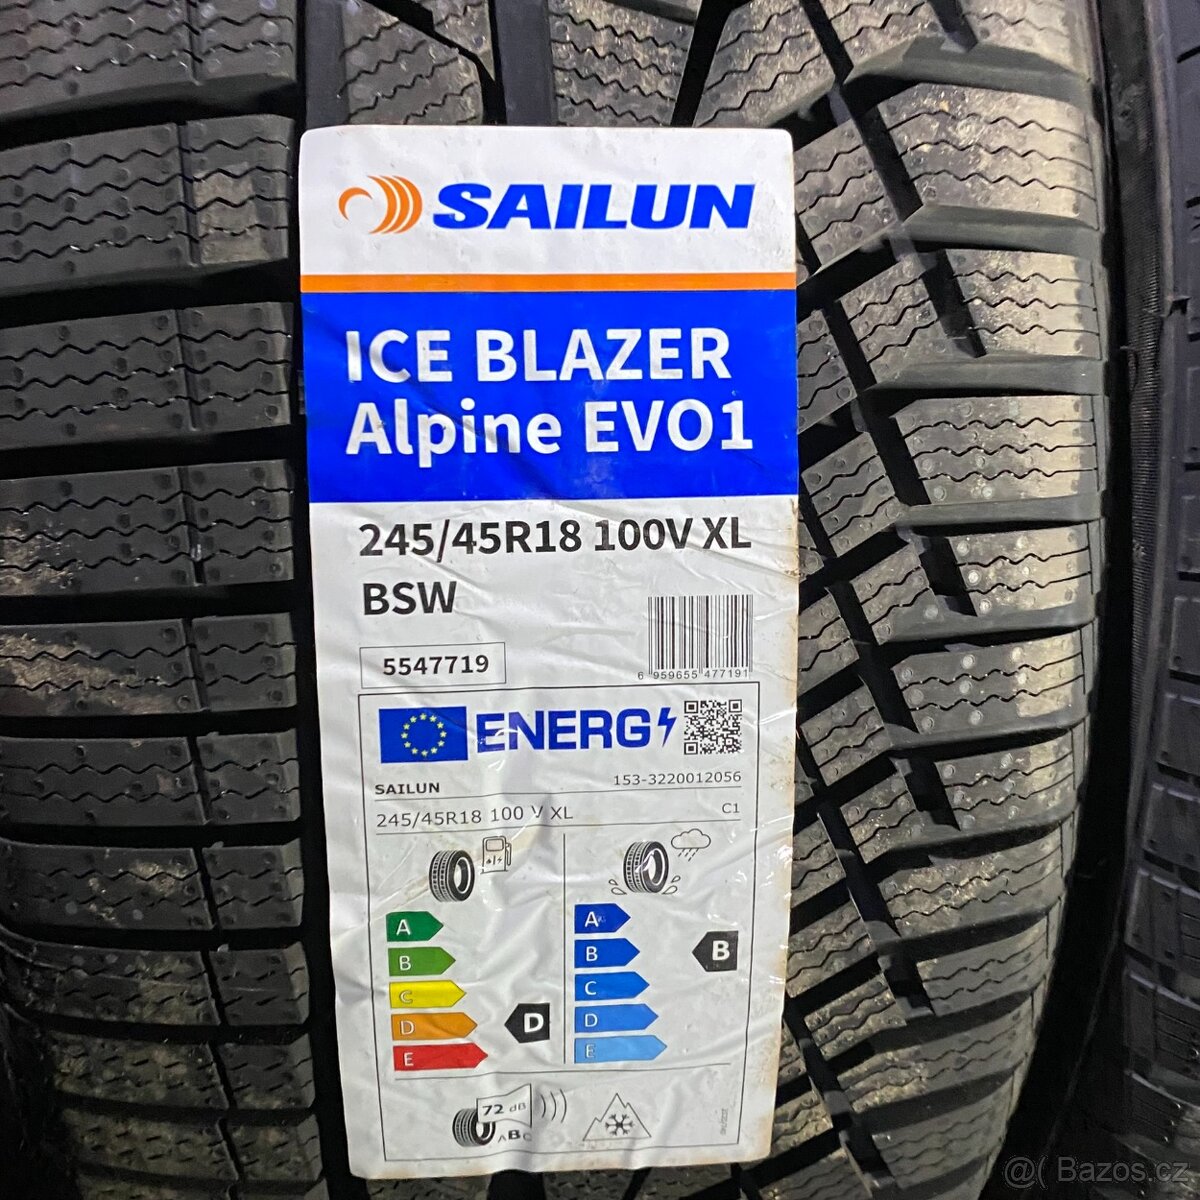 SAILUN
ICE BLAZER
Alpine EVO1
245/45R18 100V XL
BSW
5547719
6 959655 477191
ENERG
SAILUN
153-3220012056
245/45R18 100 V XL
C1
A
B
C
D
E
D
A
B
C
D
E
B
72 dB
ABC
@( Bazos.cz